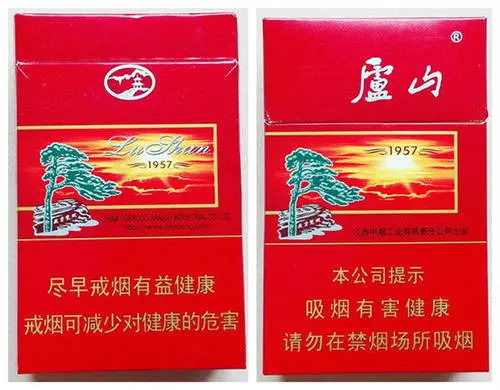 Lu Shan
1957
CHINA TOBACCO JIANGXI INDUSTRIAL CO.,LTD.
尽早戒烟有益健康
戒烟可减少对健康的危害
盧山®
1957
江西中烟工业有限责任公司出品
本公司提示
吸烟有害健康
请勿在禁烟场所吸烟